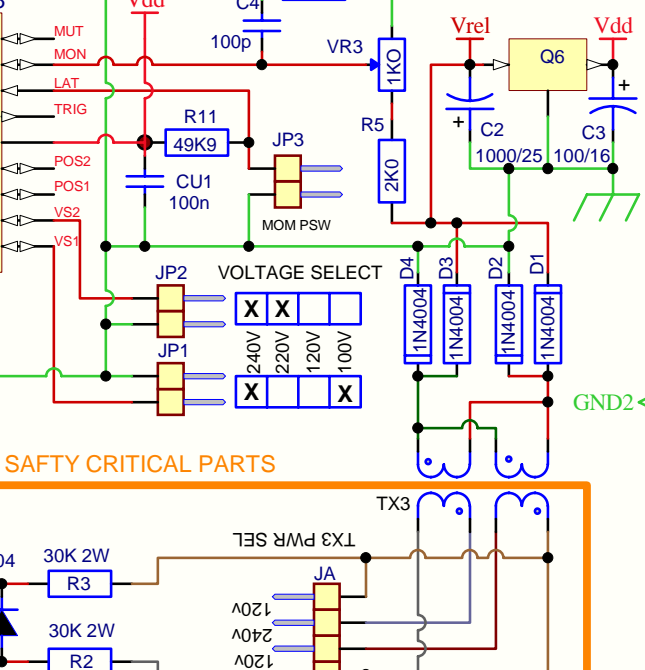 Vdd
C4
100p
MUT
MON
LAT
TRIG
POS2
POS1
VS2
VS1
R11
49K9
CU1
100n
JP3
MOM PSW
VR3
1K0
R5
2K0
Vrel
Vdd
Q6
+
C2
1000/25
+
C3
100/16
JP2
VOLTAGE SELECT
X X
240V
220V
120V
100V
JP1
X X
D4
D3
D2
D1
1N4004
1N4004
1N4004
1N4004
GND2
SAFTY CRITICAL PARTS
TX3
TX3 PWR SEL
04
30K 2W
R3
30K 2W
R2
JA
120v
240v
120v